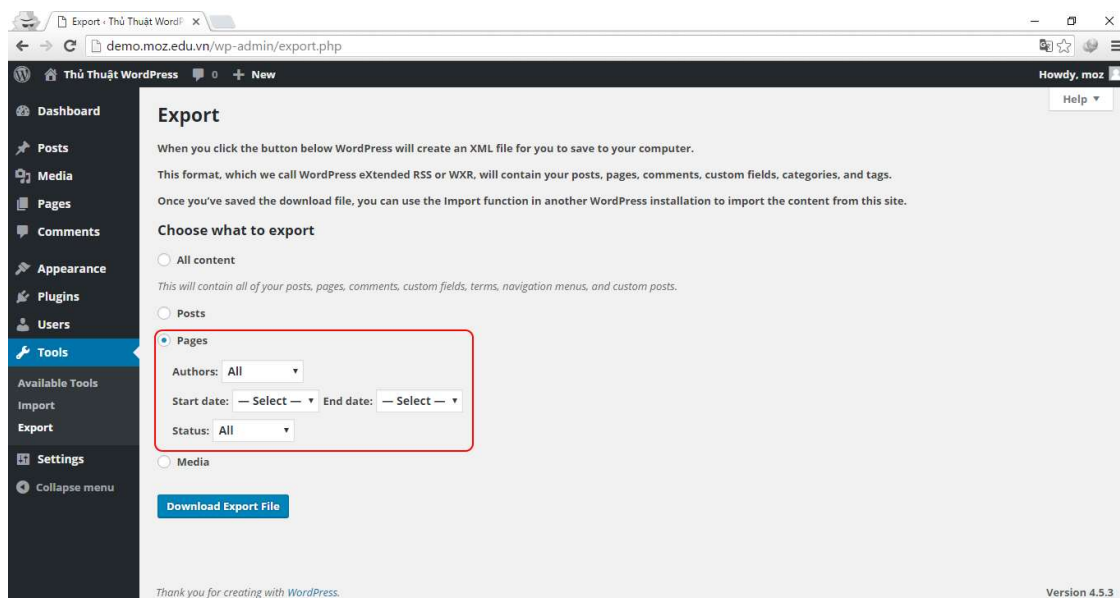 Export ‹ Thủ Thuật WordP
demo.moz.edu.vn/wp-admin/export.php
Thủ Thuật WordPress 0 + New Howdy, moz
Help ▼
Dashboard
Posts
Media
Pages
Comments
Appearance
Plugins
Users
Tools
Available Tools
Import
Export
Settings
Collapse menu
Export
When you click the button below WordPress will create an XML file for you to save to your computer.
This format, which we call WordPress eXtended RSS or WXR, will contain your posts, pages, comments, custom fields, categories, and tags.
Once you’ve saved the download file, you can use the Import function in another WordPress installation to import the content from this site.
Choose what to export
All content
This will contain all of your posts, pages, comments, custom fields, terms, navigation menus, and custom posts.
Posts
Pages
Authors: All
Start date: — Select — End date: — Select —
Status: All
Media
Download Export File
Thank you for creating with WordPress. Version 4.5.3